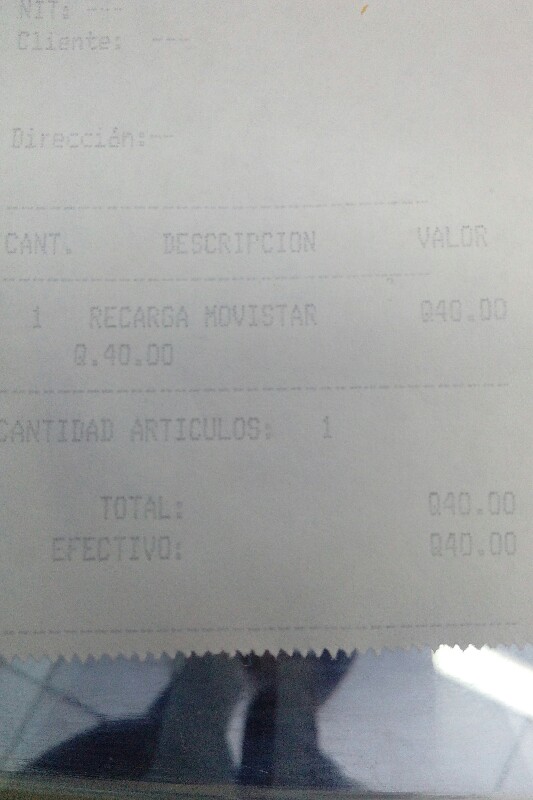 NIT: ---
Cliente: ---
Dirección:--
CANT. DESCRIPCION VALOR
1 RECARGA MOVISTAR Q40.00
Q.40.00
CANTIDAD ARTICULOS: 1
TOTAL: Q40.00
EFECTIVO: Q40.00